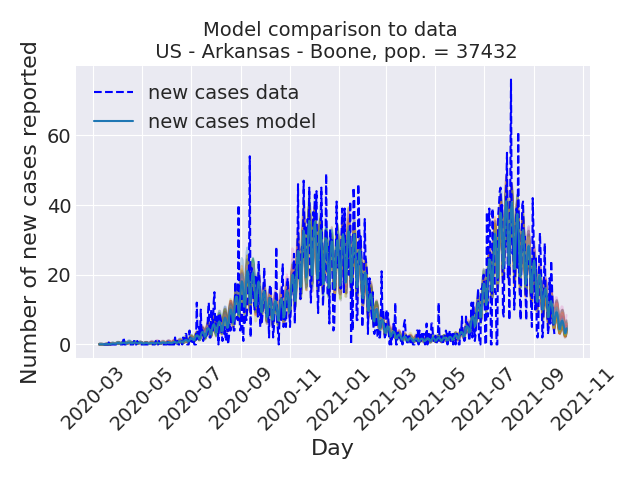 Model comparison to data
US - Arkansas - Boone, pop. = 37432
new cases data
new cases model
Number of new cases reported
60
40
20
0
2020-03
2020-05
2020-07
2020-09
2020-11
2021-01
2021-03
2021-05
2021-07
2021-09
2021-11
Day